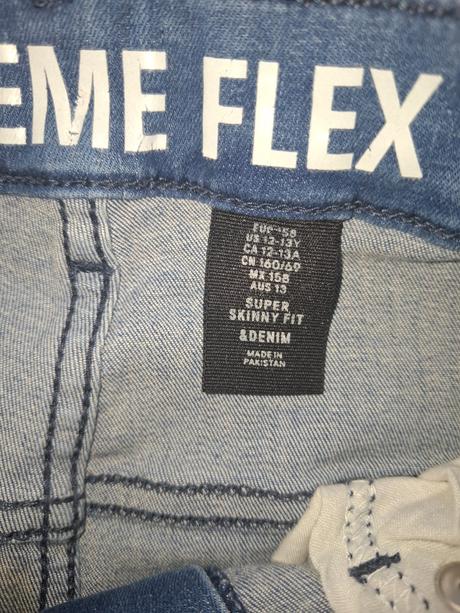 EME FLEX
EUR 158
US 12-13Y
CA 12-13A
CN 160/69
MX 158
AUS 13
SUPER
SKINNY FIT
&DENIM
MADE IN
PAKISTAN